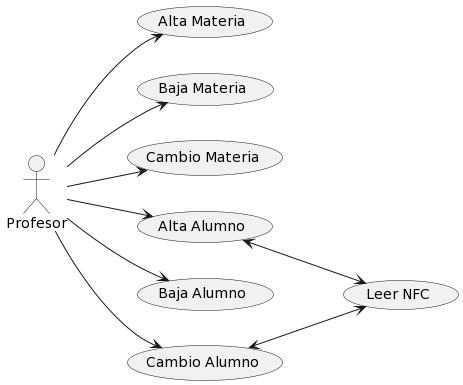 Alta Materia
Baja Materia
Cambio Materia
Profesor
Alta Alumno
Baja Alumno
Leer NFC
Cambio Alumno